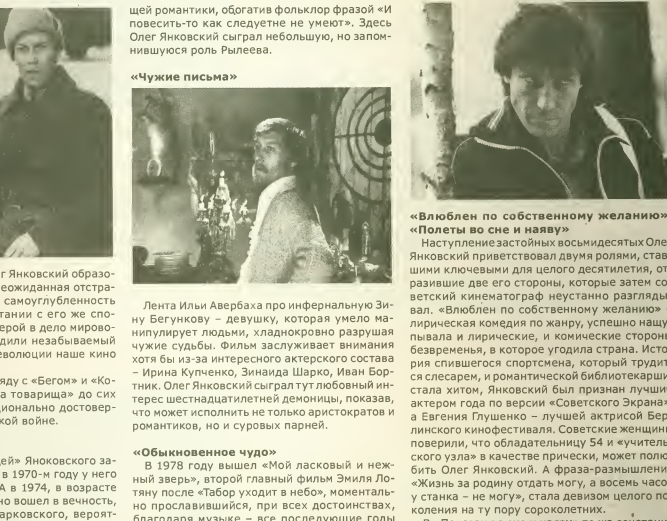 г Янковский образо-
еожиданная отстра-
самоуглубленность
тании с его же спо-
ерой в дело мирово-
дили незабываемый
еволюции наше кино
яду с «Бегом» и «Ко-
а товарища» до сих
ционально достовер-
кой войне.
ей» Яноковского за-
в 1970-м году у него
А в 1974, в возрасте
но вошел в вечность,
арковского, вероят-
щей романтики, обогатив фольклор фразой «И
повесить-то как следуетне не умеют». Здесь
Олег Янковский сыграл небольшую, но запом-
нившуюся роль Рылеева.
«Чужие письма»
Лента Ильи Авербаха про инфернальную Зи-
ну Бегункову – девушку, которая умело ма-
нипулирует людьми, хладнокровно разрушая
чужие судьбы. Фильм заслуживает внимания
хотя бы из-за интересного актерского состава
– Ирина Купченко, Зинаида Шарко, Иван Бор-
тник. Олег Янковский сыграл тут любовный ин-
терес шестнадцатилетней демоницы, показав,
что может исполнить не только аристократов и
романтиков, но и суровых парней.
«Обыкновенное чудо»
В 1978 году вышел «Мой ласковый и неж-
ный зверь», второй главный фильм Эмиля Ло-
тяну после «Табор уходит в небо», моменталь-
но прославившийся, при всех достоинствах,
благодаря музыке – все последующие годы
«Влюблен по собственному желанию»
«Полеты во сне и наяву»
Наступление застойных восьмидесятых Оле
Янковский приветствовал двумя ролями, став
шими ключевыми для целого десятилетия, от
разившие две его стороны, которые затем со
ветский кинематограф неустанно разгляды
вал. «Влюблен по собственному желанию»
лирическая комедия по жанру, успешно нащу
пывала и лирические, и комические сторон
безвременья, в которое угодила страна. Исто
рия спившегося спортсмена, который трудит
ся слесарем, и романтической библиотекарши
стала хитом, Янковский был признан лучши
актером года по версии «Советского Экрана»
а Евгения Глушенко – лучшей актрисой Бер
линского кинофестиваля. Советские женщин
поверили, что обладательницу 54 и «учитель
ского узла» в качестве прически, может полю
бить Олег Янковский. А фраза-размышлени
«Жизнь за родину отдать могу, а восемь часо
у станка – не могу», стала девизом целого по
коления на ту пору сороколетних.